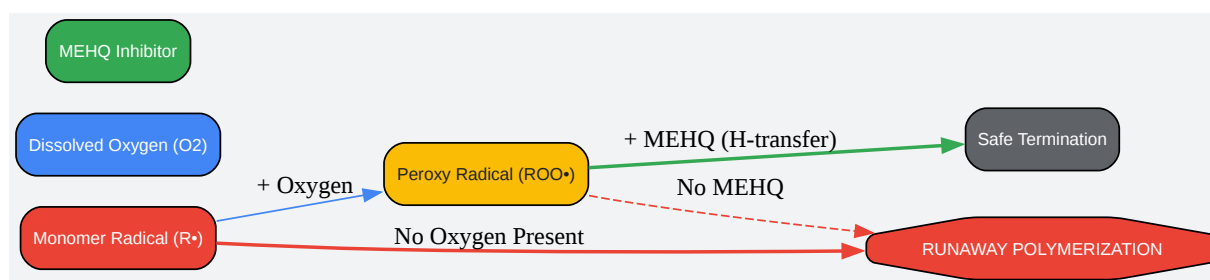 MEHQ Inhibitor
Dissolved Oxygen (O2)
Monomer Radical (R•)
+ Oxygen
Peroxy Radical (ROO•)
+ MEHQ (H-transfer)
No MEHQ
No Oxygen Present
Safe Termination
RUNAWAY POLYMERIZATION